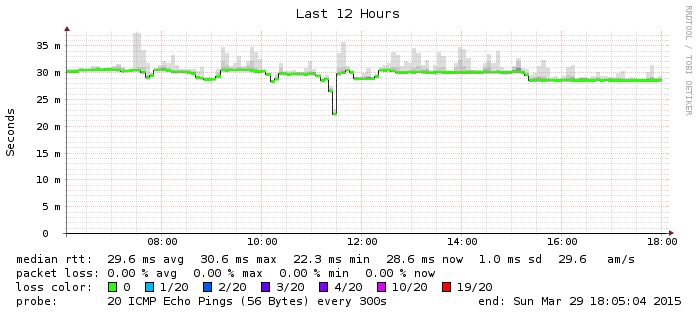 Last 12 Hours
RRDTOOL / TOBI OETIKER
Seconds
35 m
30 m
25 m
20 m
15 m
10 m
5 m
0
08:00 10:00 12:00 14:00 16:00 18:00
median rtt: 29.6 ms avg 30.6 ms max 22.3 ms min 28.6 ms now 1.0 ms sd 29.6 am/s
packet loss: 0.00 % avg 0.00 % max 0.00 % min 0.00 % now
loss color: 0 1/20 2/20 3/20 4/20 10/20 19/20
probe: 20 ICMP Echo Pings (56 Bytes) every 300s end: Sun Mar 29 18:05:04 2015